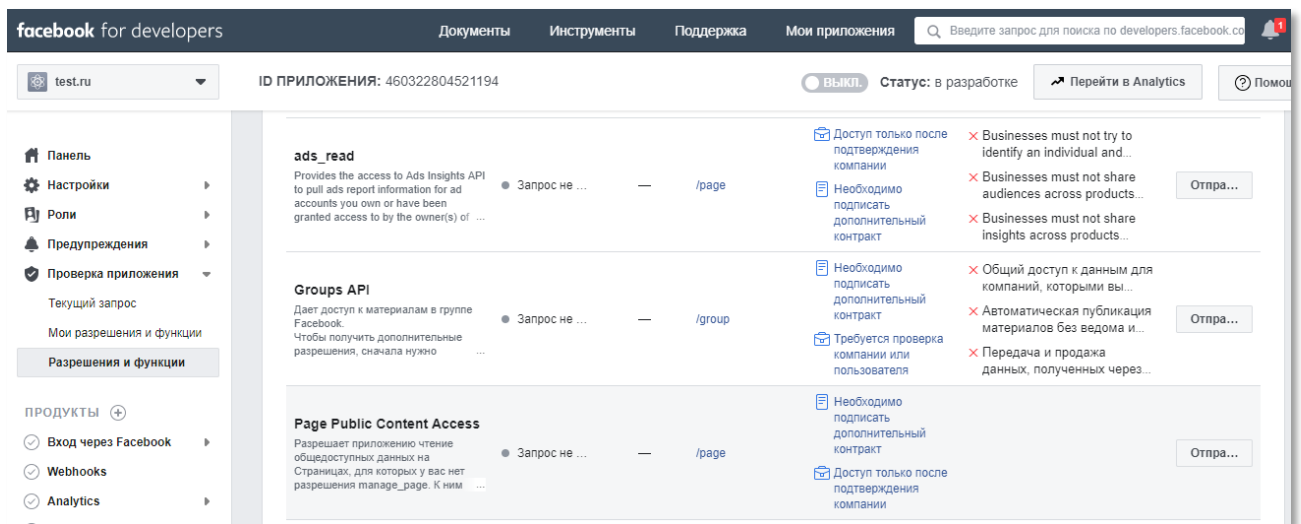 facebook for developers
Документы
Инструменты
Поддержка
Мои приложения
Введите запрос для поиска по developers.facebook.co
1
test.ru
ID ПРИЛОЖЕНИЯ: 460322804521194
ВЫКЛ.
Статус: в разработке
Перейти в Analytics
Помощ
Панель
Настройки
Роли
Предупреждения
Проверка приложения
Текущий запрос
Мои разрешения и функции
Разрешения и функции
ПРОДУКТЫ
Вход через Facebook
Webhooks
Analytics
ads_read
Provides the access to Ads Insights API
to pull ads report information for ad
accounts you own or have been
granted access to by the owner(s) of ...
Запрос не ...
—
/page
Доступ только после
подтверждения
компании
Необходимо
подписать
дополнительный
контракт
Businesses must not try to
identify an individual and...
Businesses must not share
audiences across products...
Businesses must not share
insights across products...
Отпра...
Groups API
Дает доступ к материалам в группе
Facebook.
Чтобы получить дополнительные
разрешения, сначала нужно ...
Запрос не ...
—
/group
Необходимо
подписать
дополнительный
контракт
Требуется проверка
компании или
пользователя
Общий доступ к данным для
компаний, которыми вы...
Автоматическая публикация
материалов без ведома и...
Передача и продажа
данных, полученных через...
Отпра...
Page Public Content Access
Разрешает приложению чтение
общедоступных данных на
Страницах, для которых у вас нет
разрешения manage_page. К ним ...
Запрос не ...
—
/page
Необходимо
подписать
дополнительный
контракт
Доступ только после
подтверждения
компании
Отпра...